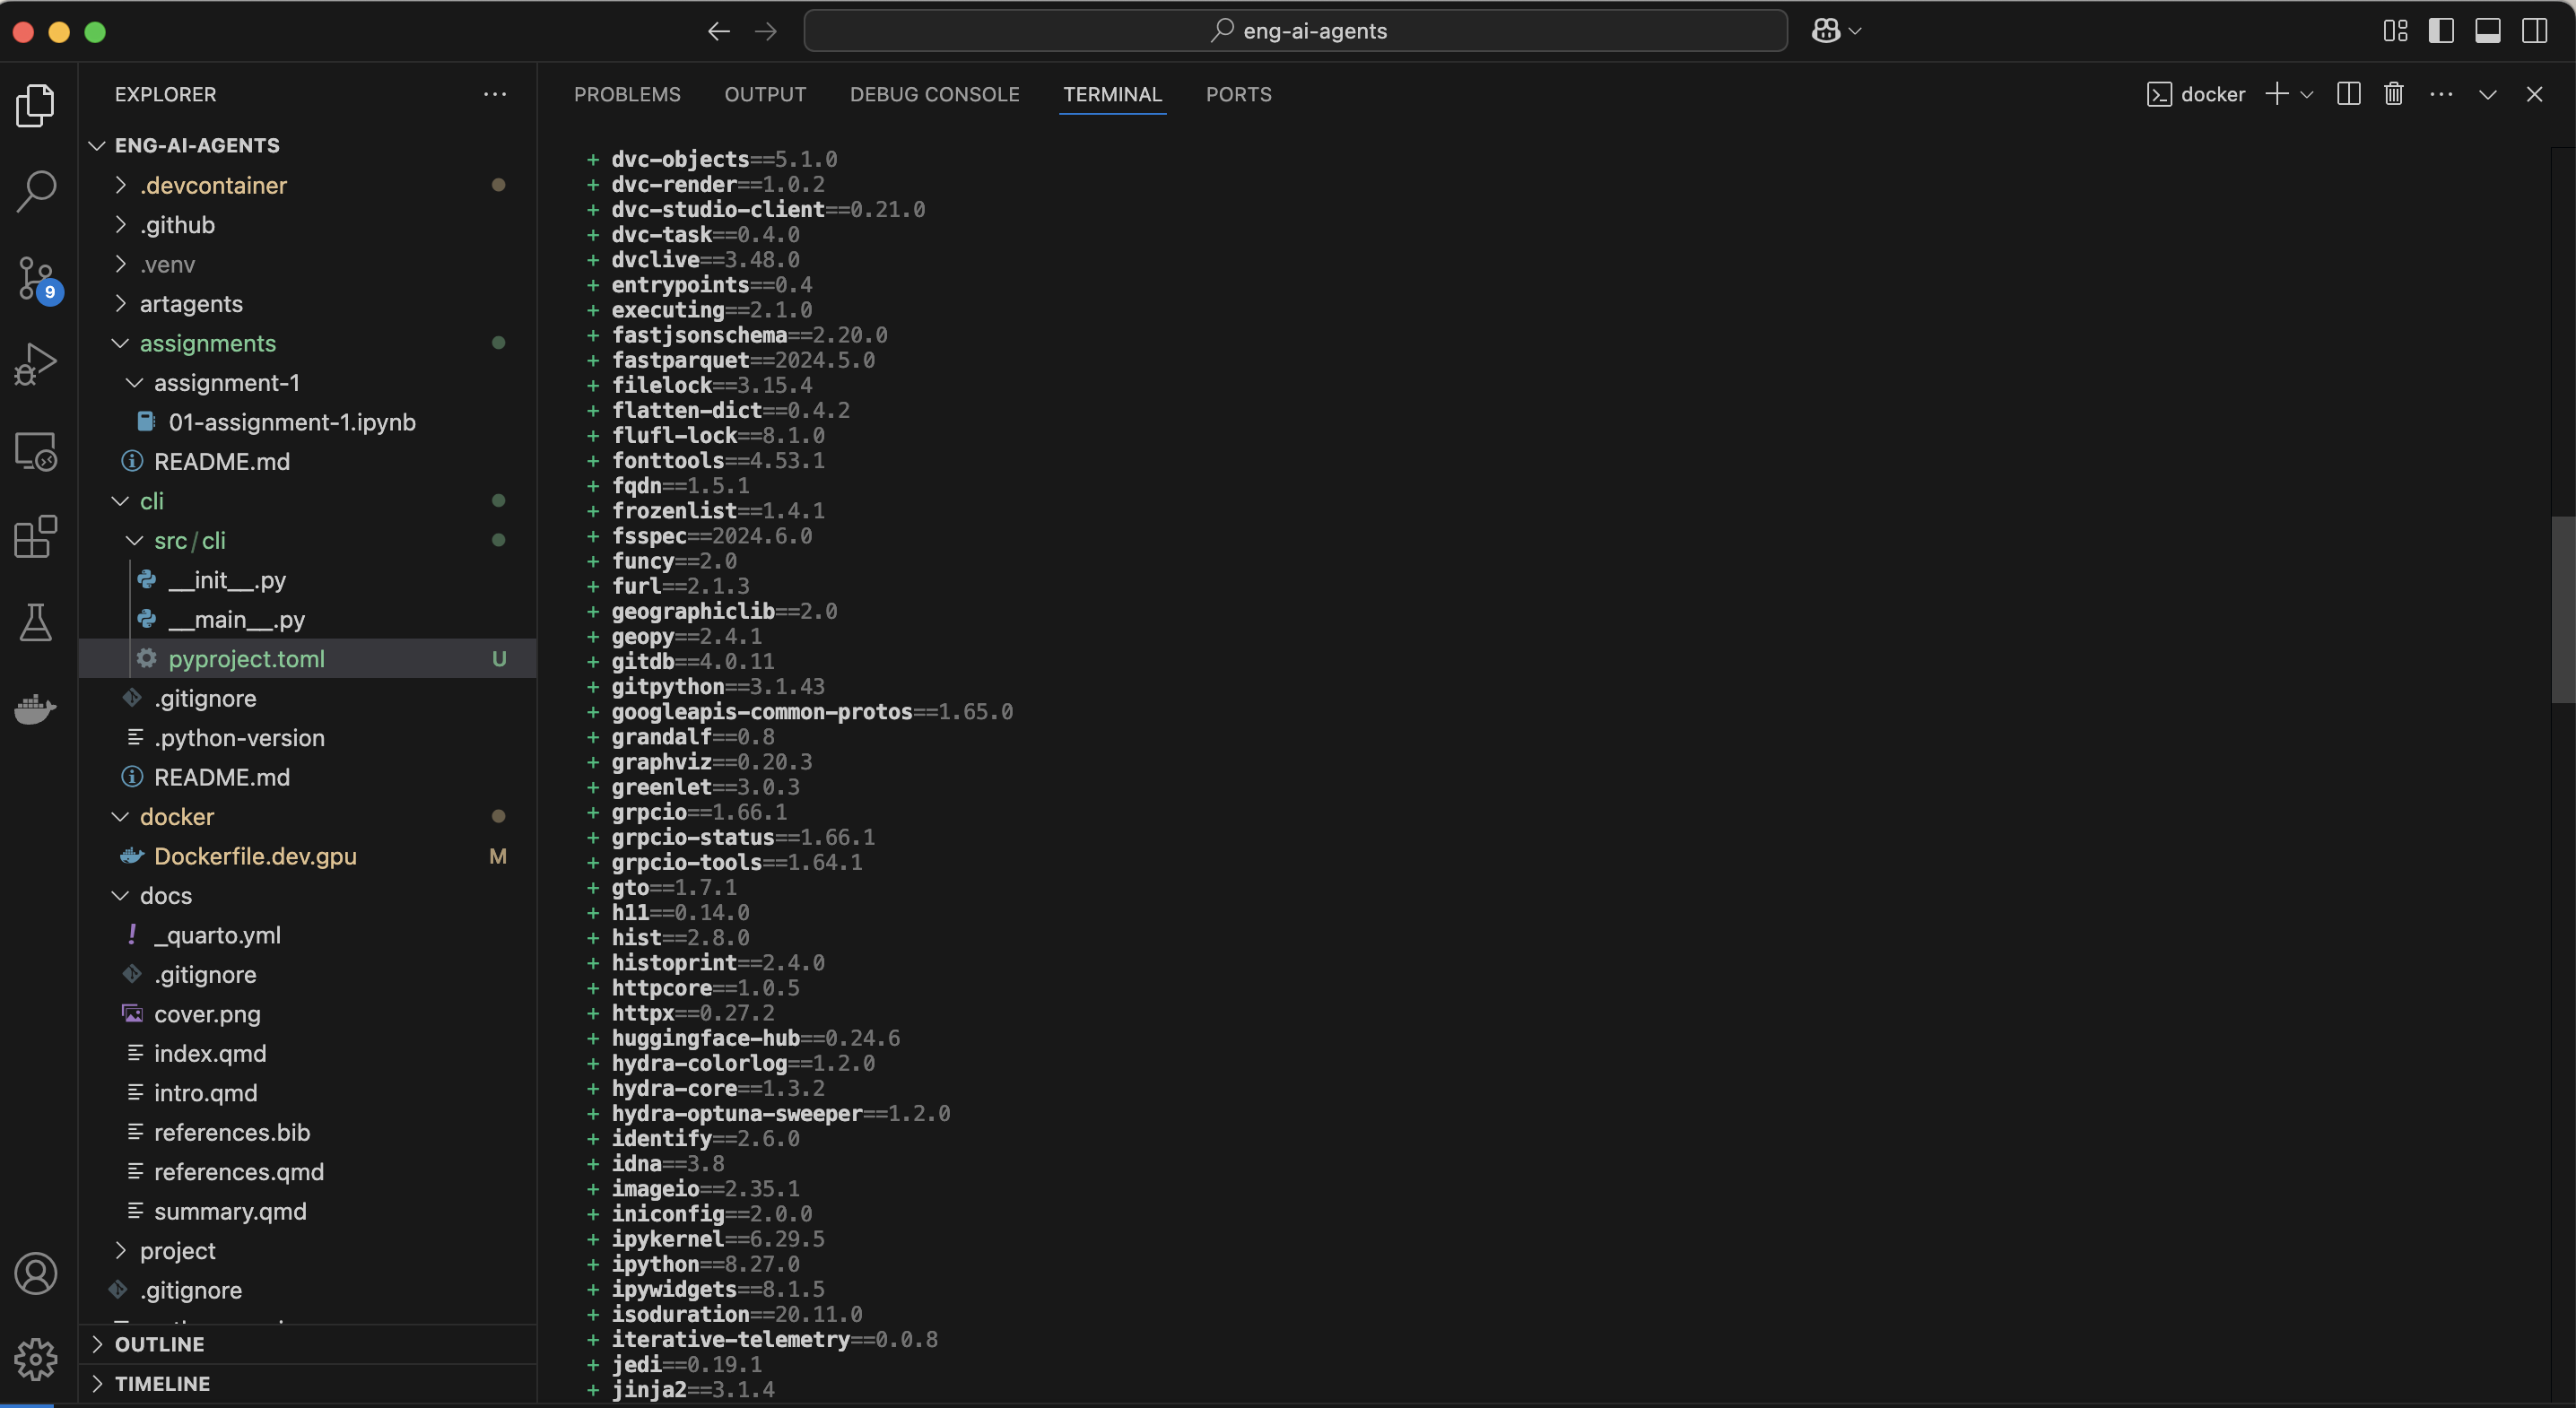 eng-ai-agents
EXPLORER
ENG-AI-AGENTS
.devcontainer
.github
.venv
artagents
assignments
assignment-1
01-assignment-1.ipynb
README.md
cli
src/cli
__init__.py
__main__.py
pyproject.toml U
.gitignore
.python-version
README.md
docker
Dockerfile.dev.gpu M
docs
_quarto.yml
.gitignore
cover.png
index.qmd
intro.qmd
references.bib
references.qmd
summary.qmd
project
.gitignore
OUTLINE
TIMELINE
9
PROBLEMS OUTPUT DEBUG CONSOLE TERMINAL PORTS
docker
+ dvc-objects==5.1.0
+ dvc-render==1.0.2
+ dvc-studio-client==0.21.0
+ dvc-task==0.4.0
+ dvclive==3.48.0
+ entrypoints==0.4
+ executing==2.1.0
+ fastjsonschema==2.20.0
+ fastparquet==2024.5.0
+ filelock==3.15.4
+ flatten-dict==0.4.2
+ flufl-lock==8.1.0
+ fonttools==4.53.1
+ fqdn==1.5.1
+ frozenlist==1.4.1
+ fsspec==2024.6.0
+ funcy==2.0
+ furl==2.1.3
+ geographiclib==2.0
+ geopy==2.4.1
+ gitdb==4.0.11
+ gitpython==3.1.43
+ googleapis-common-protos==1.65.0
+ grandalf==0.8
+ graphviz==0.20.3
+ greenlet==3.0.3
+ grpcio==1.66.1
+ grpcio-status==1.66.1
+ grpcio-tools==1.64.1
+ gto==1.7.1
+ h11==0.14.0
+ hist==2.8.0
+ histoprint==2.4.0
+ httpcore==1.0.5
+ httpx==0.27.2
+ huggingface-hub==0.24.6
+ hydra-colorlog==1.2.0
+ hydra-core==1.3.2
+ hydra-optuna-sweeper==1.2.0
+ identify==2.6.0
+ idna==3.8
+ imageio==2.35.1
+ iniconfig==2.0.0
+ ipykernel==6.29.5
+ ipython==8.27.0
+ ipywidgets==8.1.5
+ isoduration==20.11.0
+ iterative-telemetry==0.0.8
+ jedi==0.19.1
+ jinja2==3.1.4